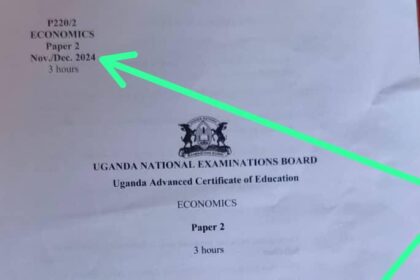 P220/2
ECONOMICS
Paper 2
Nov./Dec. 2024
3 hours
UGANDA NATIONAL EXAMINATIONS BOARD
Uganda Advanced Certificate of Education
ECONOMICS
Paper 2
3 hours